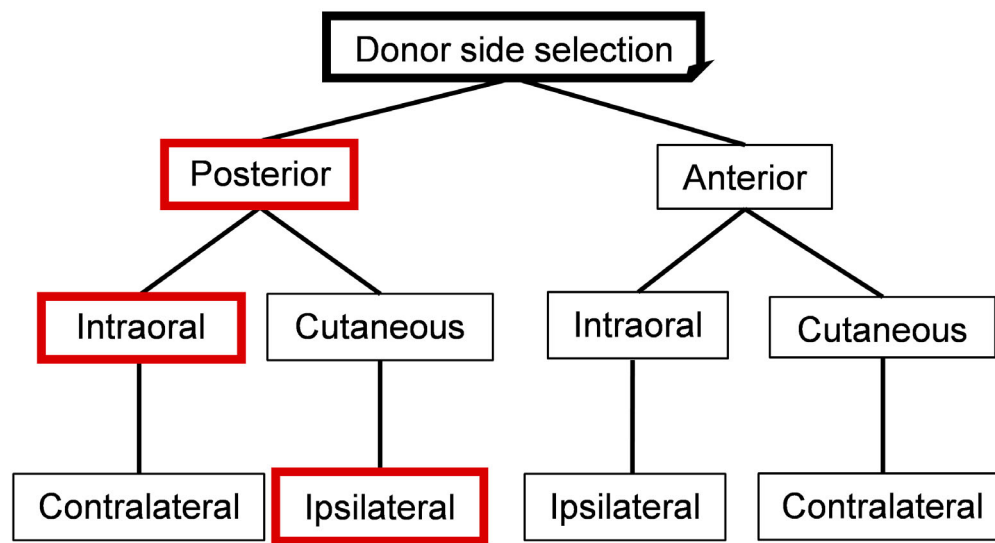 Donor side selection
Posterior
Anterior
Intraoral
Cutaneous
Intraoral
Cutaneous
Contralateral
Ipsilateral
Ipsilateral
Contralateral